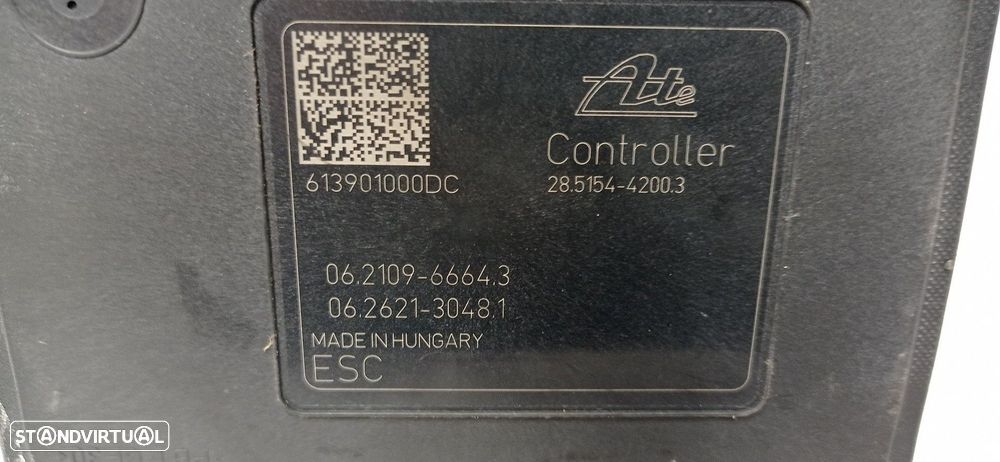 Ate
Controller
613901000DC
28.5154-4200.3
06.2109-6664.3
06.2621-3048.1
MADE IN HUNGARY
ESC
STANDVIRTUAL